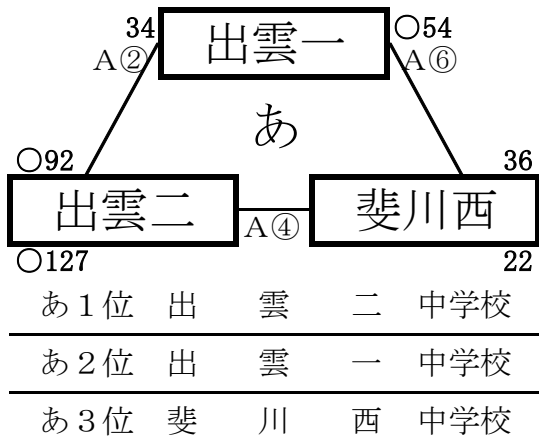 34 出雲一 ○54
A② A⑥
あ
○92 36
出雲二 A④ 斐川西
○127 22
あ1位 出雲二中学校
あ2位 出雲一中学校
あ3位 斐川西中学校